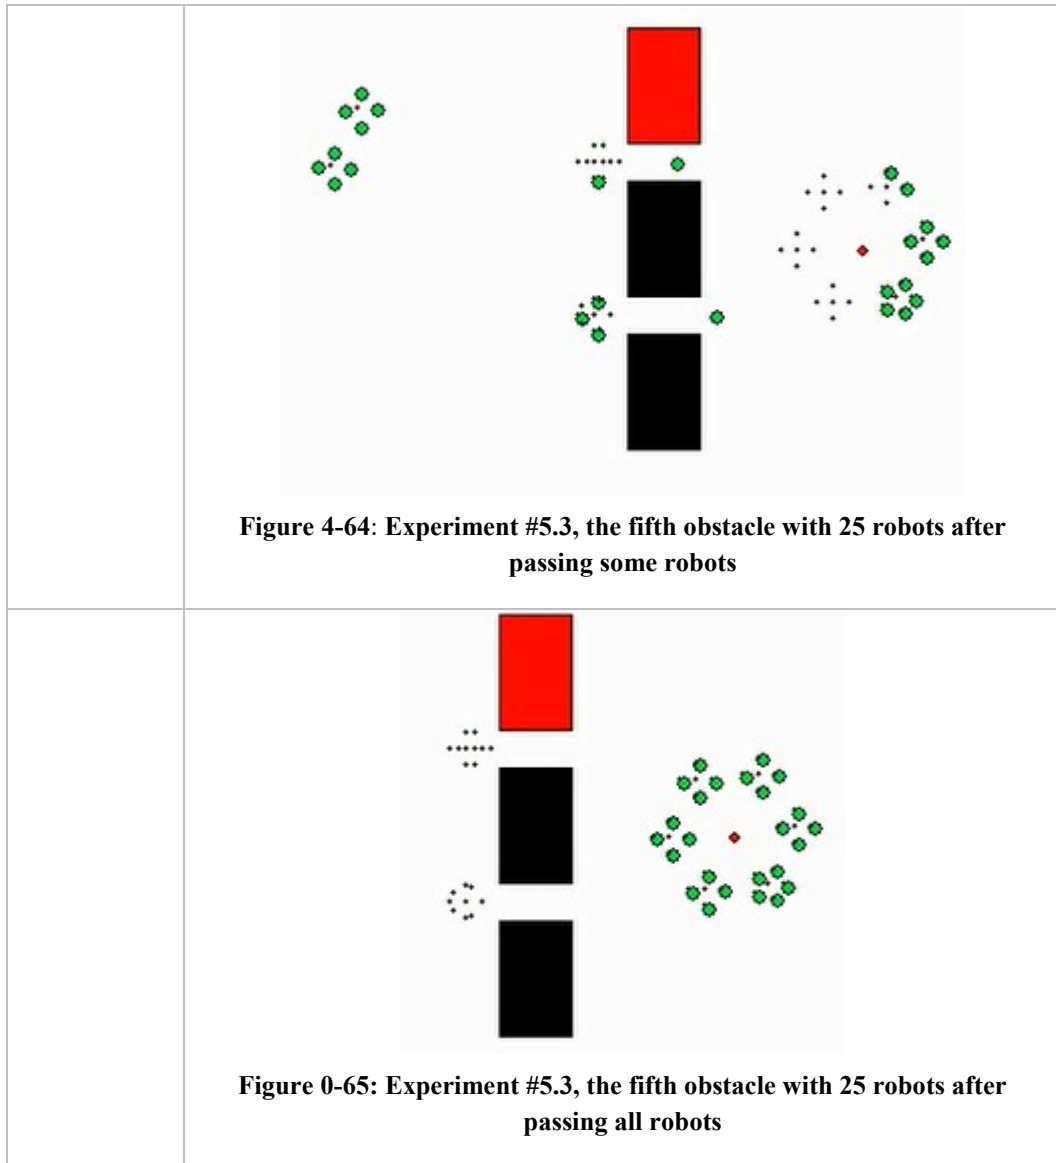 Figure 4-64: Experiment #5.3, the fifth obstacle with 25 robots after
passing some robots
Figure 0-65: Experiment #5.3, the fifth obstacle with 25 robots after
passing all robots